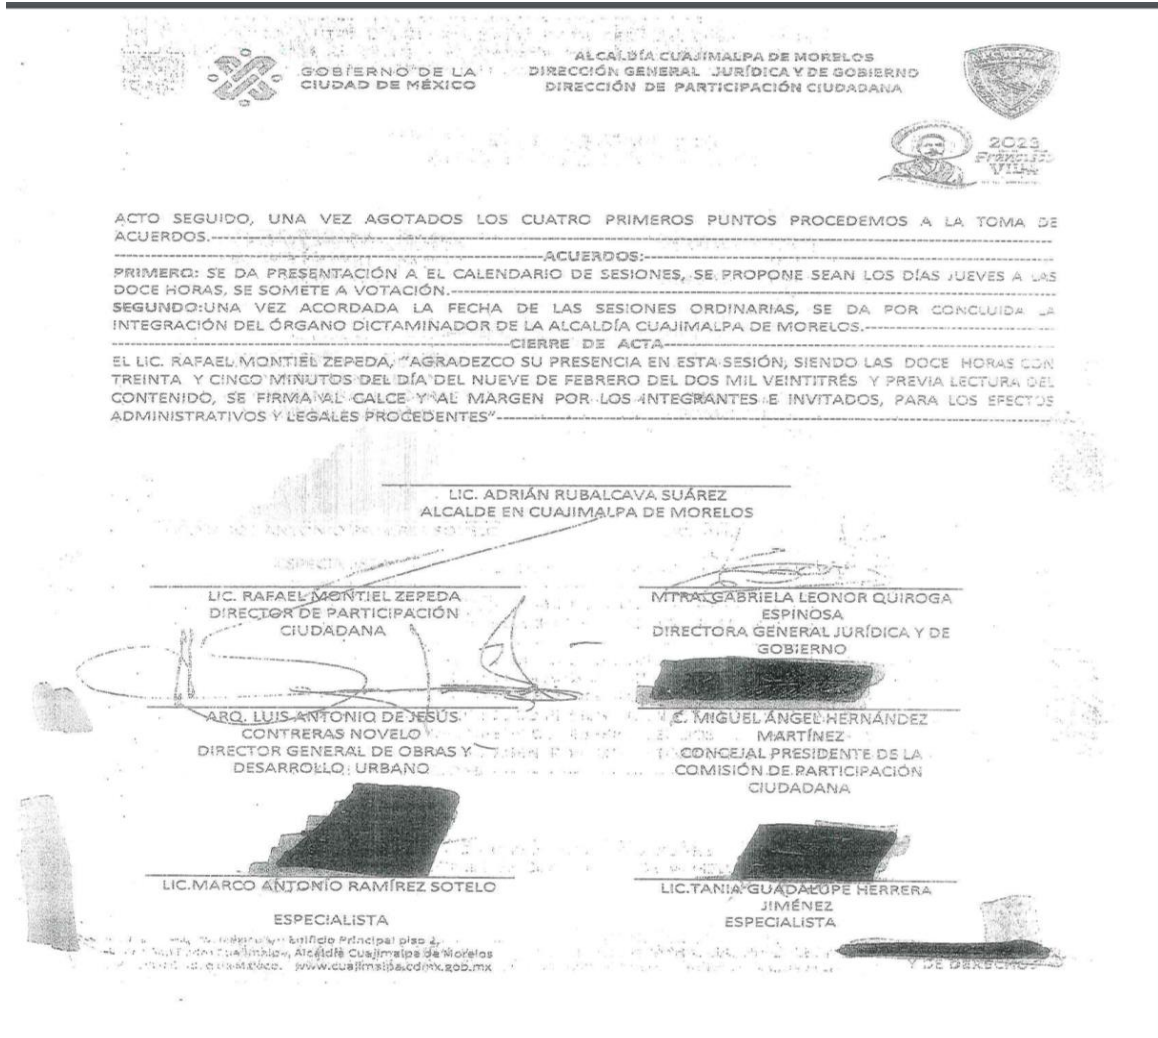 GOBIERNO DE LA
CIUDAD DE MÉXICO
ALCALDÍA CUAJIMALPA DE MORELOS
DIRECCIÓN GENERAL JURÍDICA Y DE GOBIERNO
DIRECCIÓN DE PARTICIPACIÓN CIUDADANA
2023
Francisco
VILLA
ACTO SEGUIDO, UNA VEZ AGOTADOS LOS CUATRO PRIMEROS PUNTOS PROCEDEMOS A LA TOMA DE
ACUERDOS.
ACUERDOS:
PRIMERO: SE DA PRESENTACIÓN A EL CALENDARIO DE SESIONES, SE PROPONE SEAN LOS DÍAS JUEVES A LAS
DOCE HORAS, SE SOMETE A VOTACIÓN.
SEGUNDO:UNA VEZ ACORDADA LA FECHA DE LAS SESIONES ORDINARIAS, SE DA POR CONCLUIDA LA
INTEGRACIÓN DEL ÓRGANO DICTAMINADOR DE LA ALCALDÍA CUAJIMALPA DE MORELOS.
CIERRE DE ACTA
EL LIC. RAFAEL MONTIEL ZEPEDA, “AGRADEZCO SU PRESENCIA EN ESTA SESIÓN, SIENDO LAS DOCE HORAS CON
TREINTA Y CINCO MINUTOS DEL DÍA DEL NUEVE DE FEBRERO DEL DOS MIL VEINTITRÉS Y PREVIA LECTURA DEL
CONTENIDO, SE FIRMA AL CALCE Y AL MARGEN POR LOS INTEGRANTES E INVITADOS, PARA LOS EFECTOS
ADMINISTRATIVOS Y LEGALES PROCEDENTES”
LIC. ADRIÁN RUBALCAVA SUÁREZ
ALCALDE EN CUAJIMALPA DE MORELOS
LIC. RAFAEL MONTIEL ZEPEDA
DIRECTOR DE PARTICIPACIÓN
CIUDADANA
MTRA. GABRIELA LEONOR QUIROGA
ESPINOSA
DIRECTORA GENERAL JURÍDICA Y DE
GOBIERNO
ARQ. LUIS ANTONIO DE JESÚS
CONTRERAS NOVELO
DIRECTOR GENERAL DE OBRAS Y
DESARROLLO URBANO
C. MIGUEL ÁNGEL HERNÁNDEZ
MARTÍNEZ
CONCEJAL PRESIDENTE DE LA
COMISIÓN DE PARTICIPACIÓN
CIUDADANA
LIC.MARCO ANTONIO RAMÍREZ SOTELO
ESPECIALISTA
LIC.TANIA GUADALUPE HERRERA
JIMÉNEZ
ESPECIALISTA
Edificio Principal piso 2,
Alcaldía Cuajimalpa de Morelos
www.cuajimalpa.cdmx.gob.mx
Y DE DERECHOS